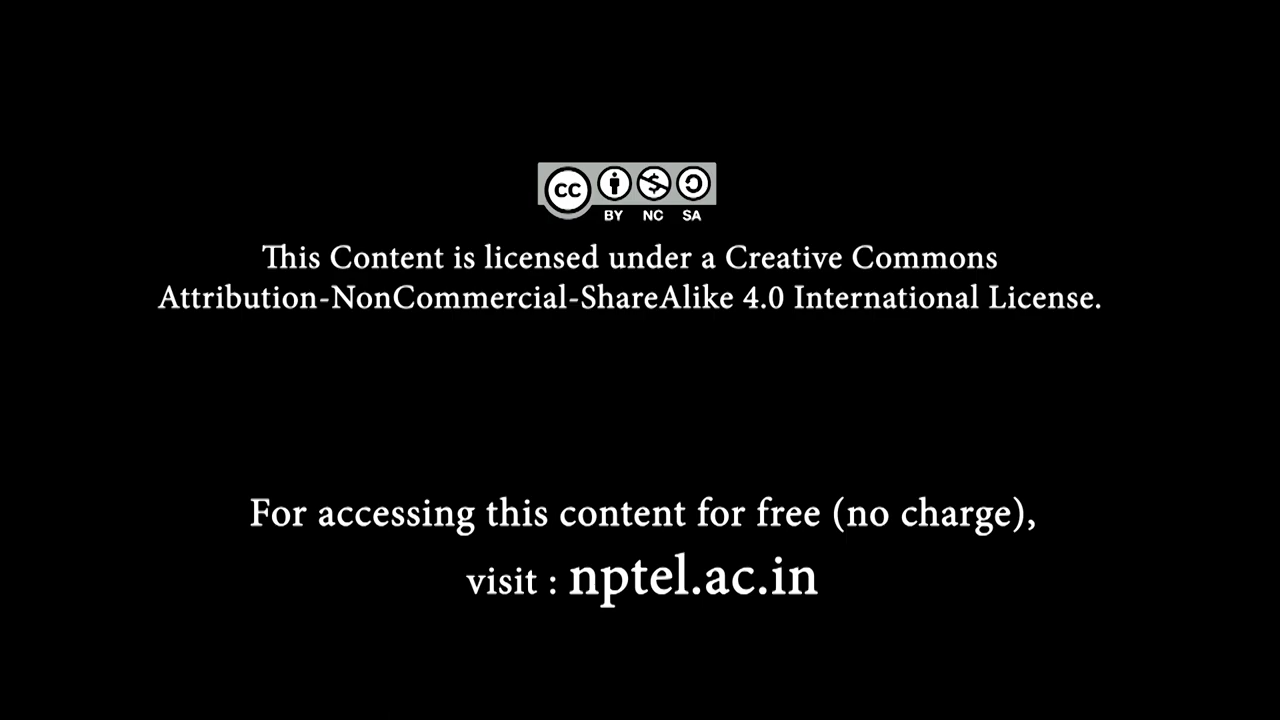 CC
BY NC SA
This Content is licensed under a Creative Commons
Attribution-NonCommercial-ShareAlike 4.0 International License.
For accessing this content for free (no charge),
visit : nptel.ac.in